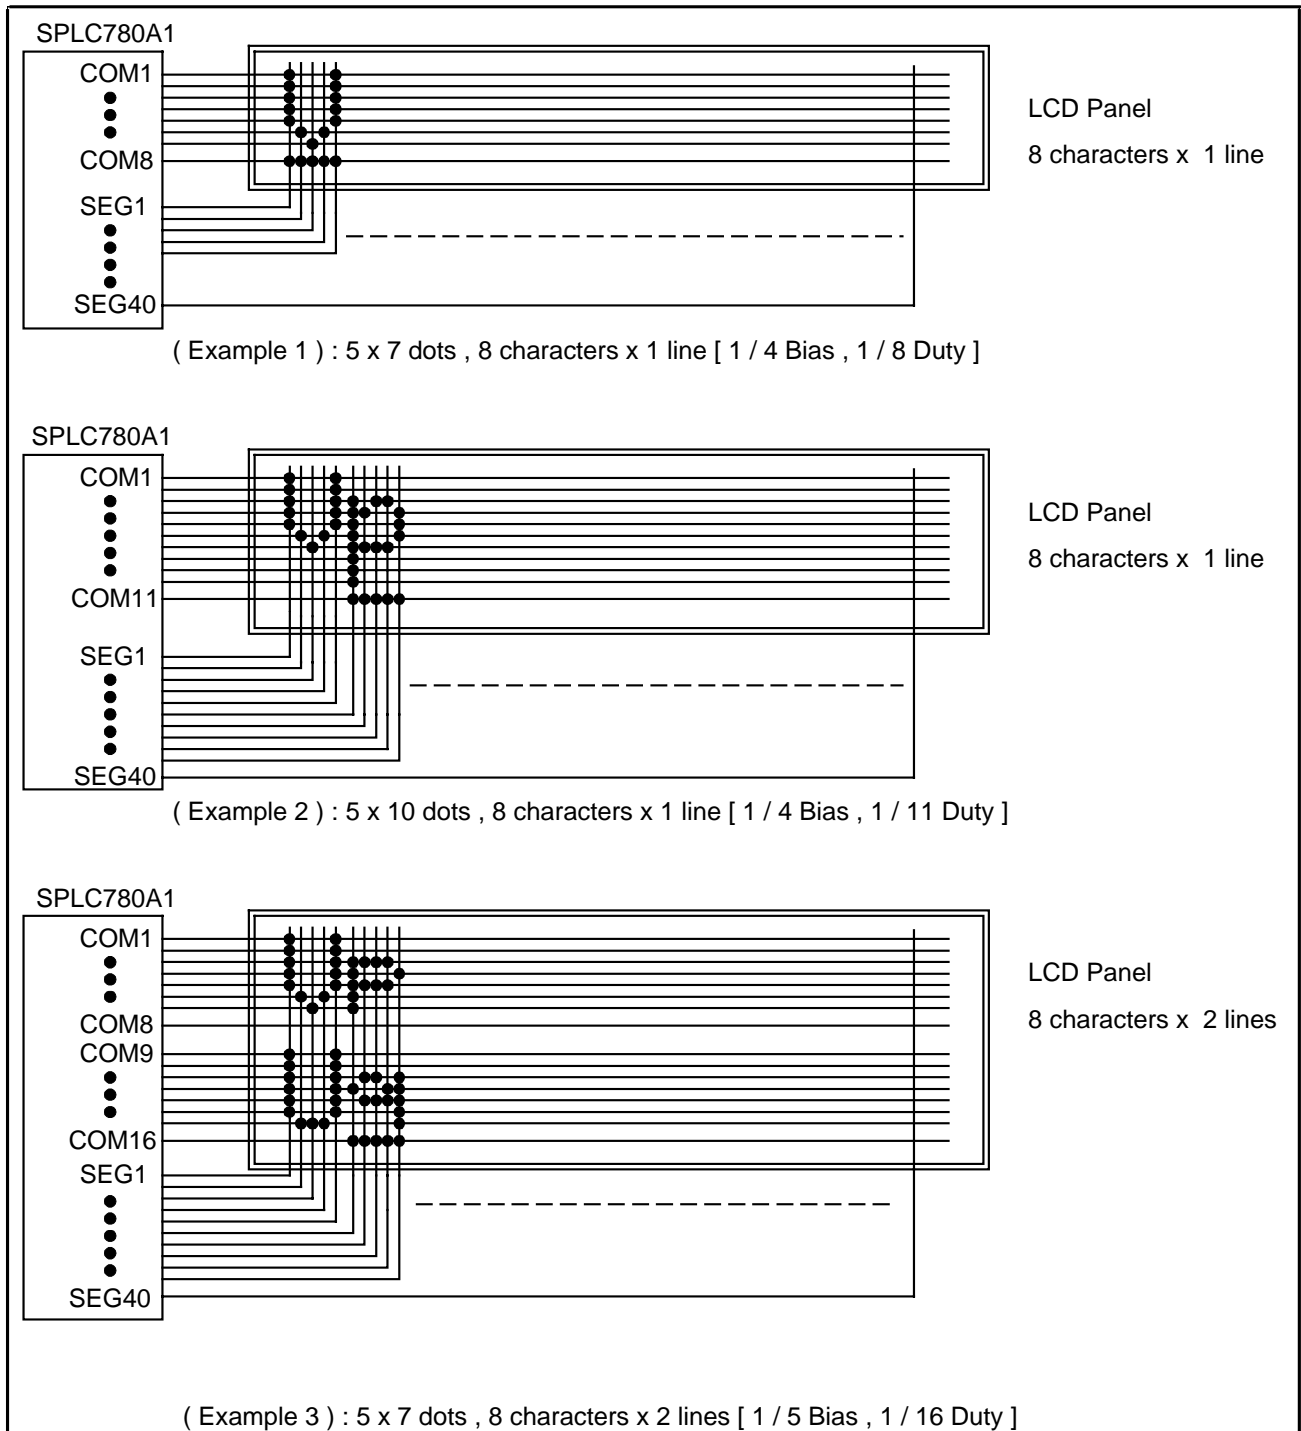 SPLC780A1
COM1
COM8
SEG1
SEG40
LCD Panel
8 characters x 1 line
( Example 1 ) : 5 x 7 dots , 8 characters x 1 line [ 1 / 4 Bias , 1 / 8 Duty ]
SPLC780A1
COM1
COM11
SEG1
SEG40
LCD Panel
8 characters x 1 line
( Example 2 ) : 5 x 10 dots , 8 characters x 1 line [ 1 / 4 Bias , 1 / 11 Duty ]
SPLC780A1
COM1
COM8
COM9
COM16
SEG1
SEG40
LCD Panel
8 characters x 2 lines
( Example 3 ) : 5 x 7 dots , 8 characters x 2 lines [ 1 / 5 Bias , 1 / 16 Duty ]